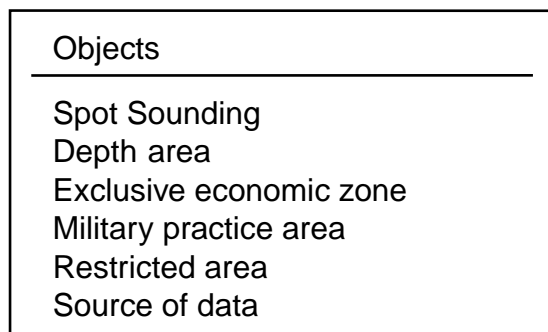 Objects
Spot Sounding
Depth area
Exclusive economic zone
Military practice area
Restricted area
Source of data